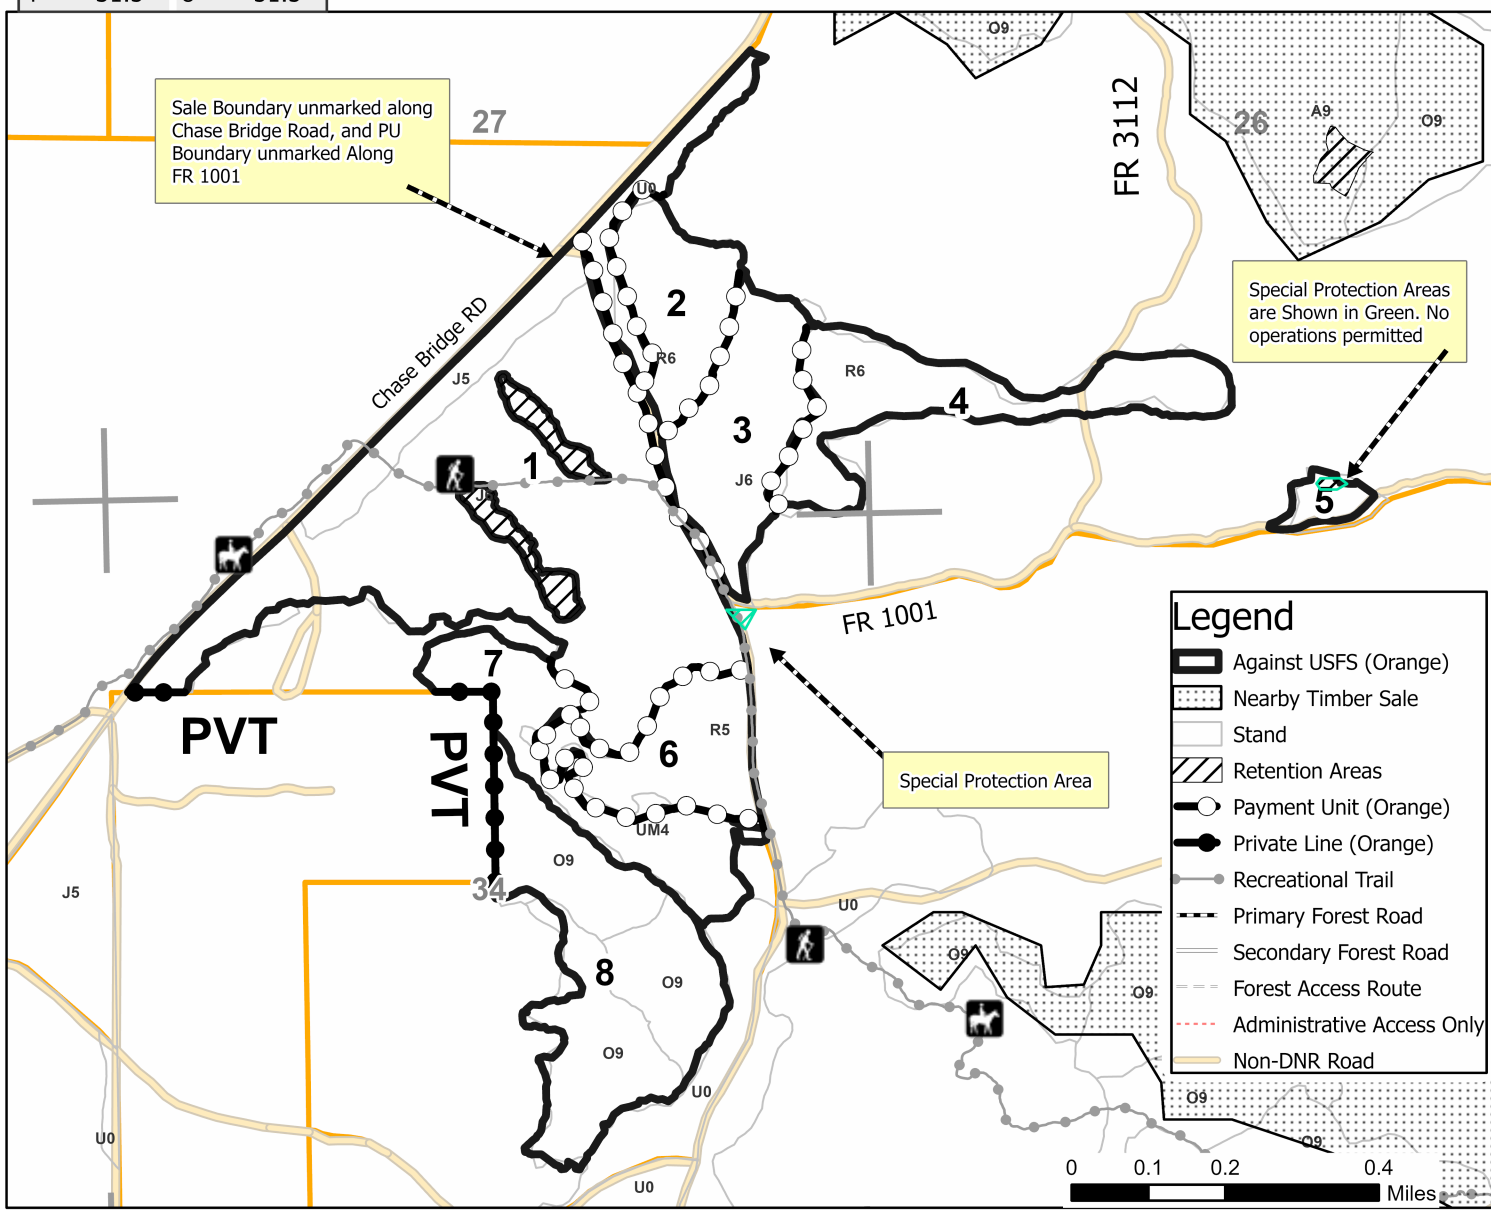 O9
27
Sale Boundary unmarked along
Chase Bridge Road, and PU
Boundary unmarked Along
FR 1001
FR 3112
26
A9
O9
U0
Special Protection Areas
are Shown in Green. No
operations permitted
Chase Bridge RD
2
R6
J5
R6
4
3
1
J6
5
FR 1001
Legend
Against USFS (Orange)
Nearby Timber Sale
Stand
Retention Areas
Payment Unit (Orange)
Private Line (Orange)
Recreational Trail
Primary Forest Road
Secondary Forest Road
Forest Access Route
Administrative Access Only
Non-DNR Road
7
PVT
PVT
R5
6
Special Protection Area
UM4
O9
34
J5
U0
O9
8
O9
O9
O9
U0
O9
U0
O9
U0
0 0.1 0.2 0.4
Miles